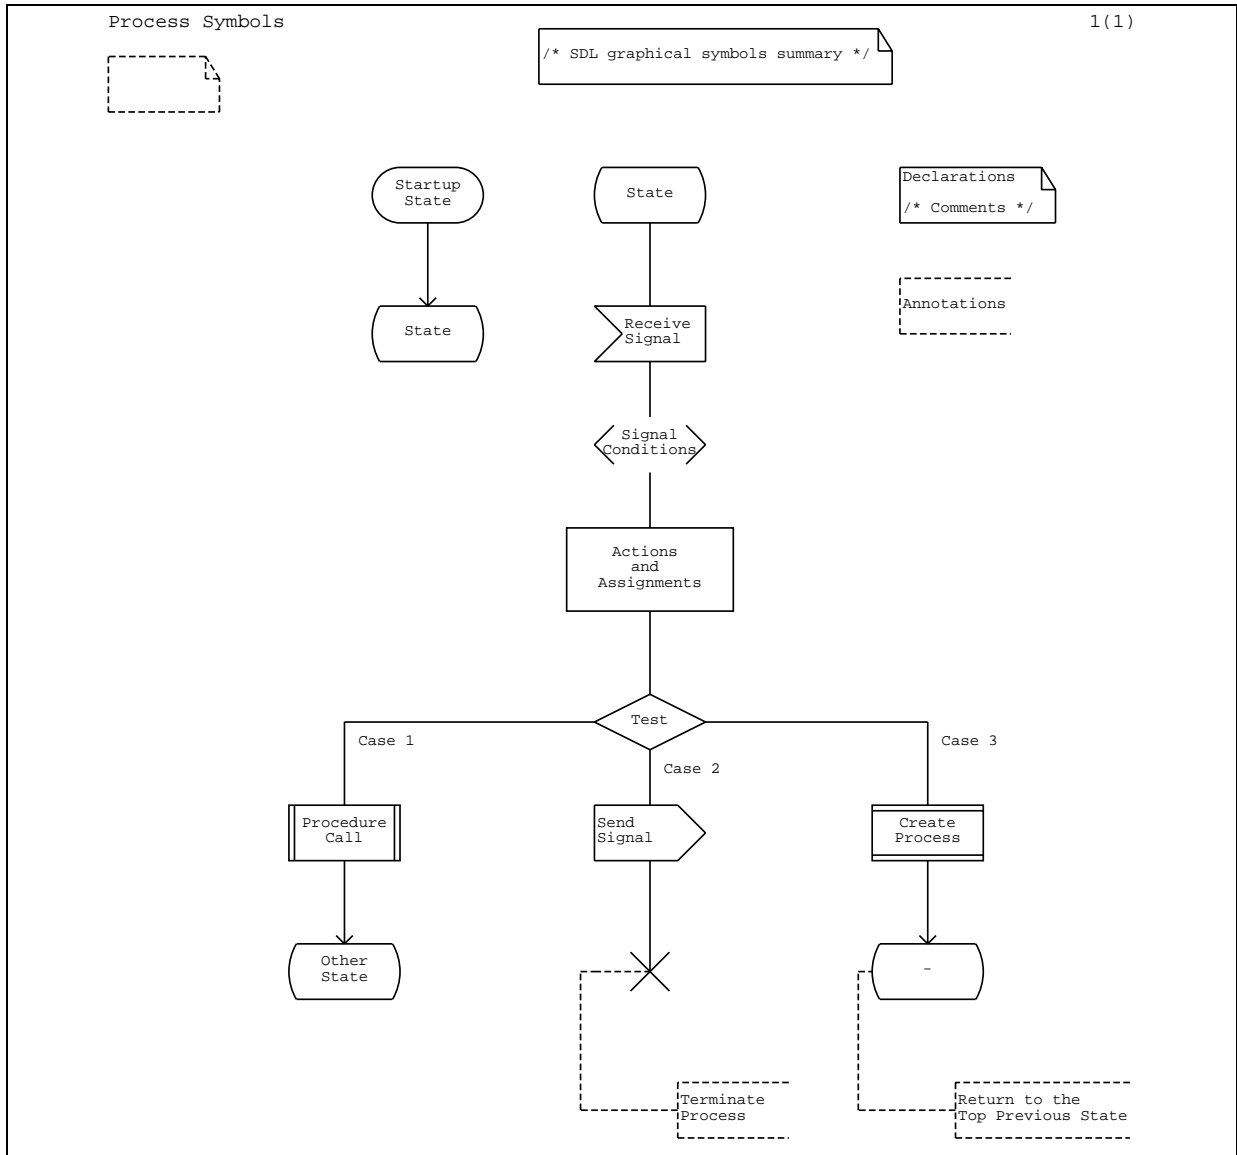 Process Symbols
1(1)
/* SDL graphical symbols summary */
Startup
State
State
Declarations
/* Comments */
State
Receive
Signal
Annotations
Signal
Conditions
Actions
and
Assignments
Test
Case 1
Case 2
Case 3
Procedure
Call
Send
Signal
Create
Process
Other
State
-
Terminate
Process
Return to the
Top Previous State